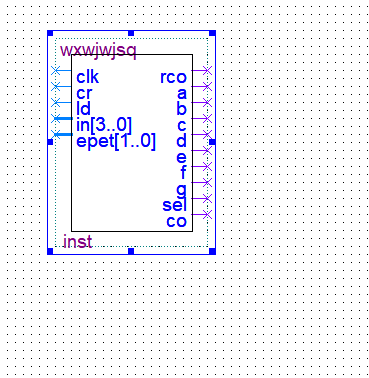 wxwjwjsq
clk rco
cr a
ld b
in[3..0] c
epet[1..0] d
e
f
g
sel
co
inst